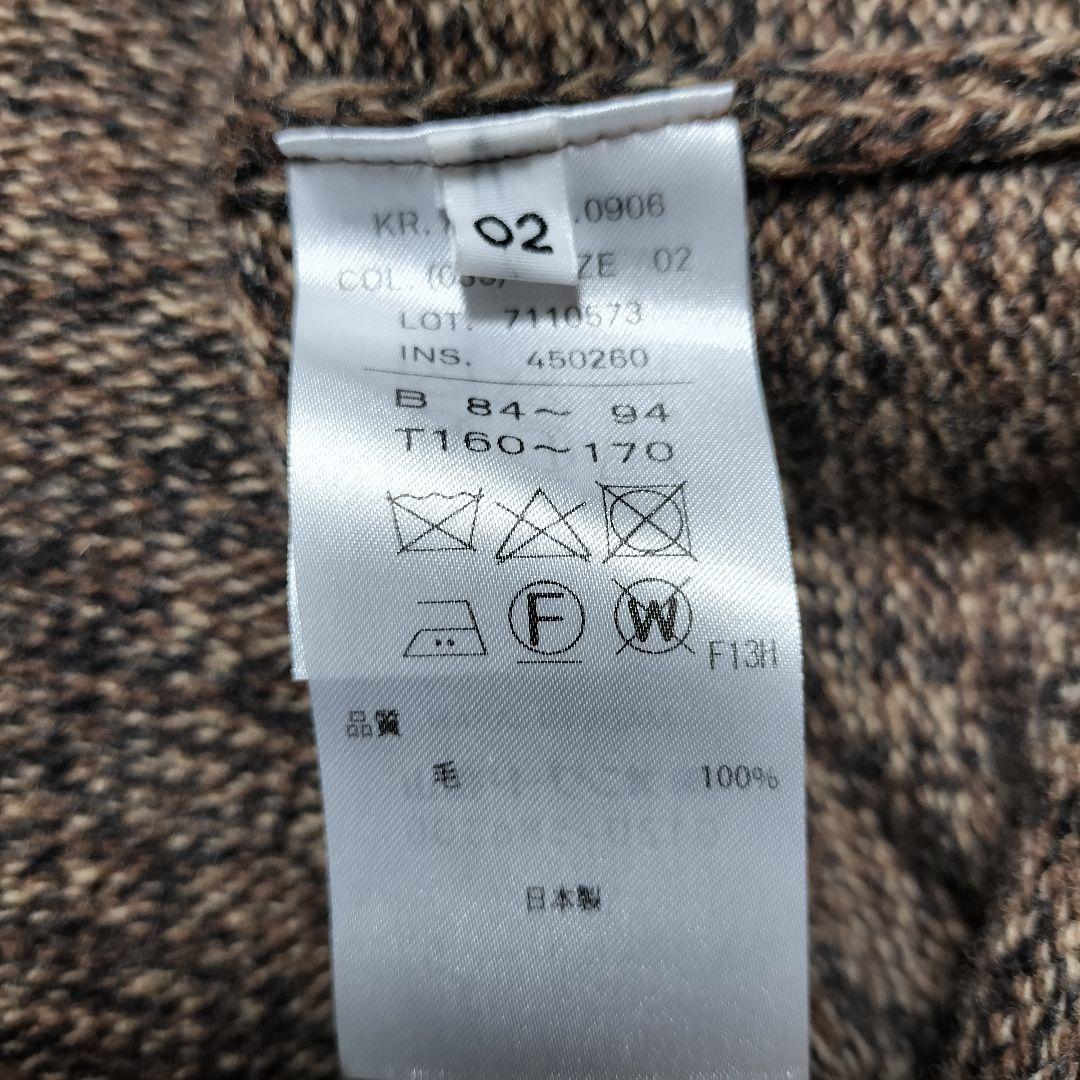 02
KR. .0906
COL. ZE 02
LOT. 7110573
INS. 450260
B 84～ 94
T160～170
F W F13H
品質
毛 100%
日本製